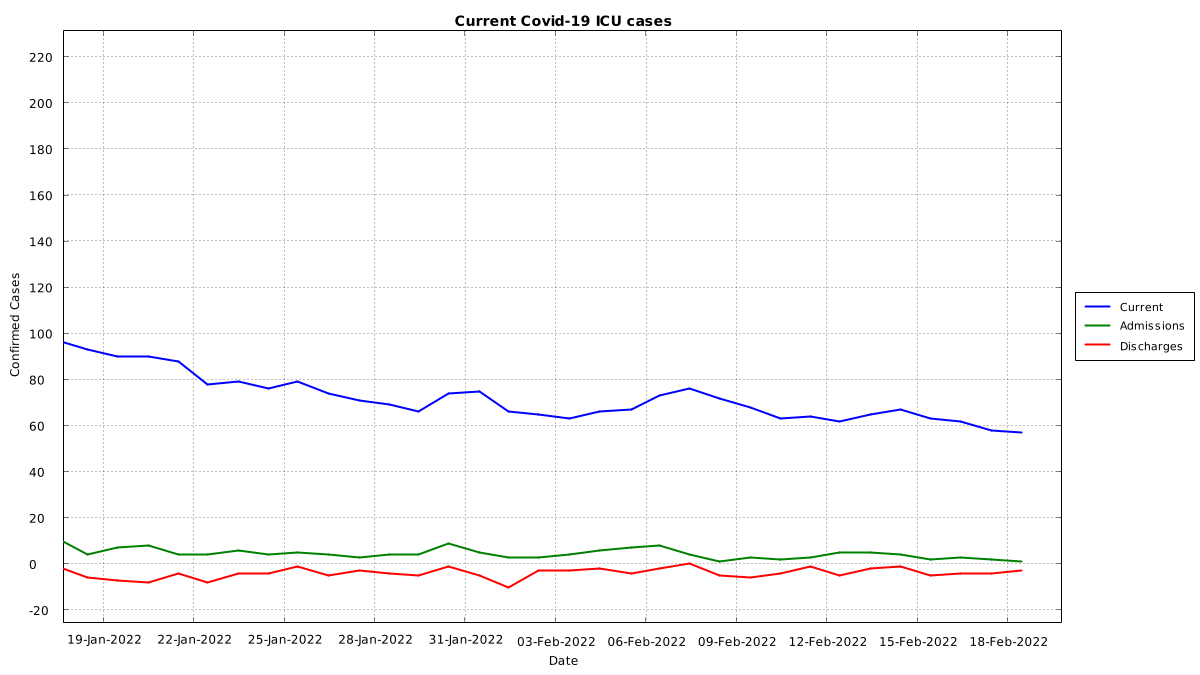 Current Covid-19 ICU cases
220
200
180
160
140
120
100
80
60
40
20
0
-20
Confirmed Cases
19-Jan-2022 22-Jan-2022 25-Jan-2022 28-Jan-2022 31-Jan-2022 03-Feb-2022 06-Feb-2022 09-Feb-2022 12-Feb-2022 15-Feb-2022 18-Feb-2022
Date
Current
Admissions
Discharges